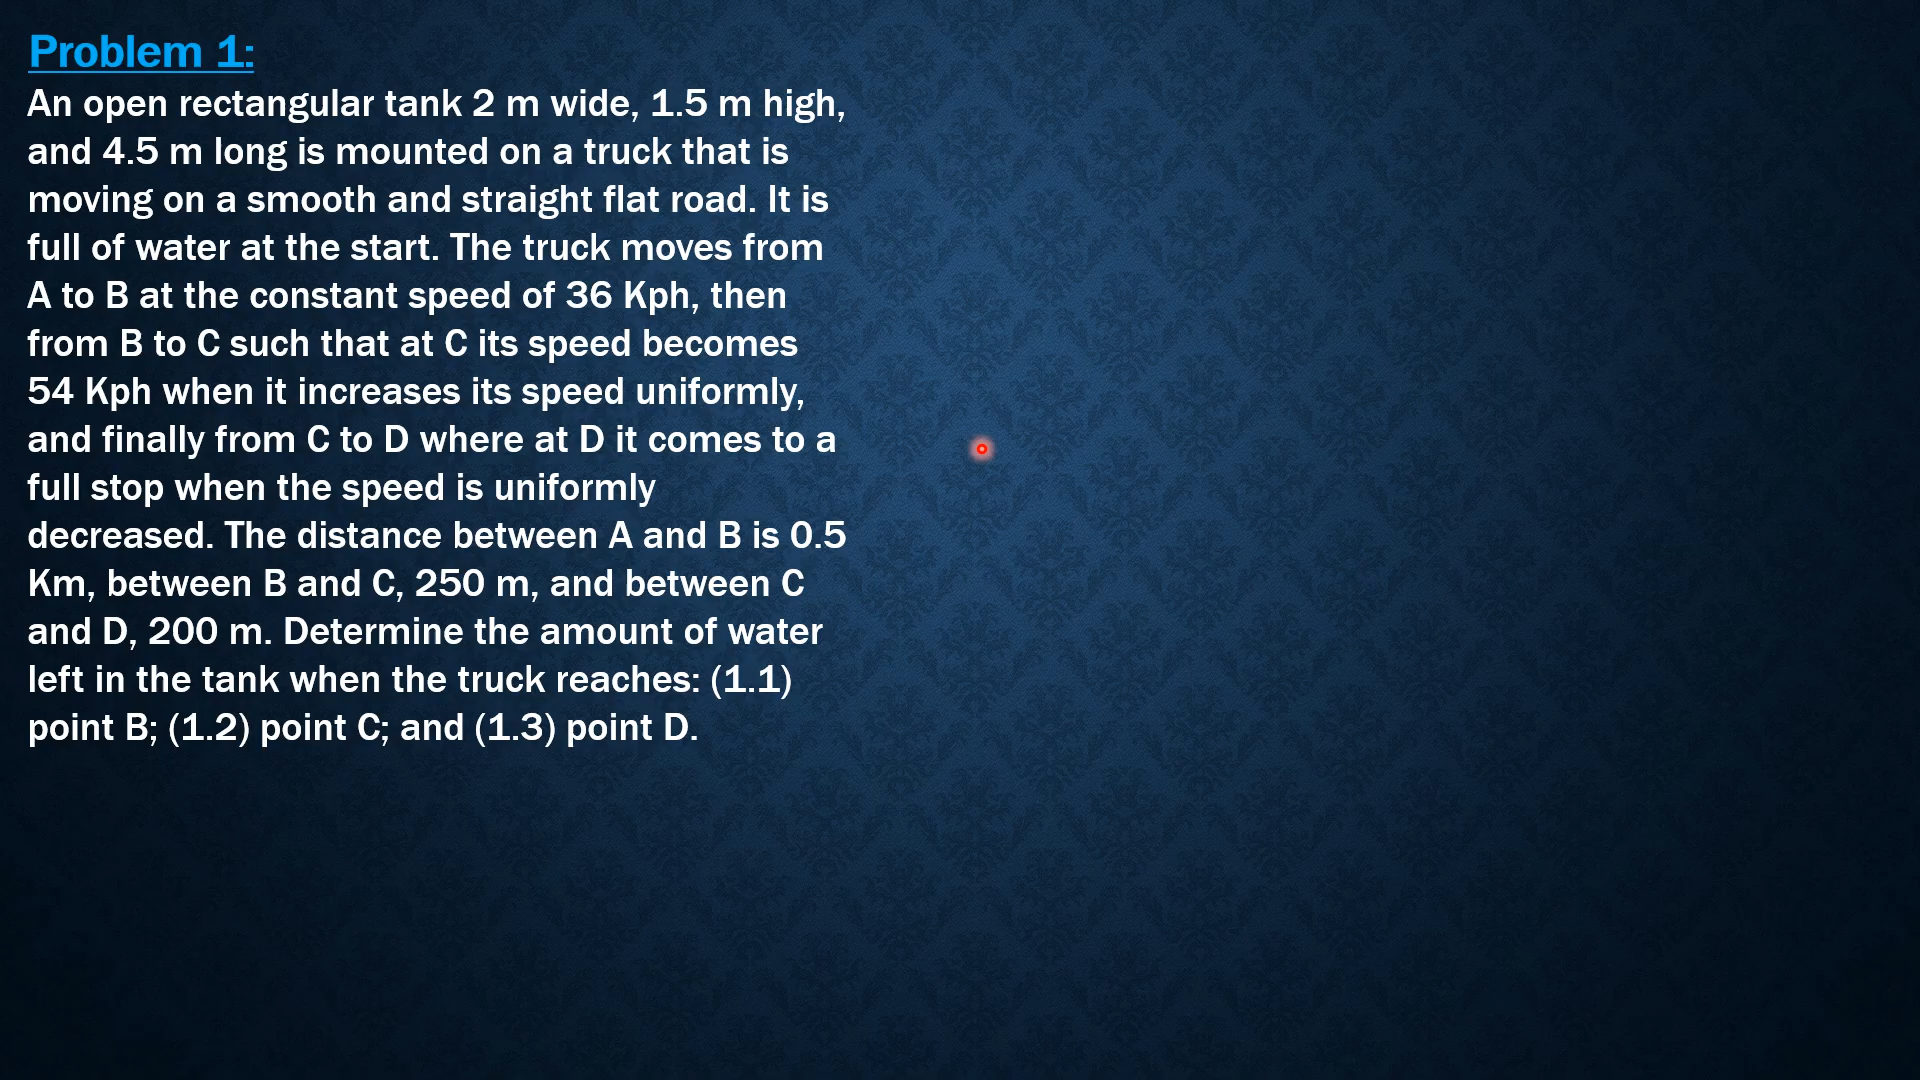 Problem 1:
An open rectangular tank 2 m wide, 1.5 m high,
and 4.5 m long is mounted on a truck that is
moving on a smooth and straight flat road. It is
full of water at the start. The truck moves from
A to B at the constant speed of 36 Kph, then
from B to C such that at C its speed becomes
54 Kph when it increases its speed uniformly,
and finally from C to D where at D it comes to a
full stop when the speed is uniformly
decreased. The distance between A and B is 0.5
Km, between B and C, 250 m, and between C
and D, 200 m. Determine the amount of water
left in the tank when the truck reaches: (1.1)
point B; (1.2) point C; and (1.3) point D.